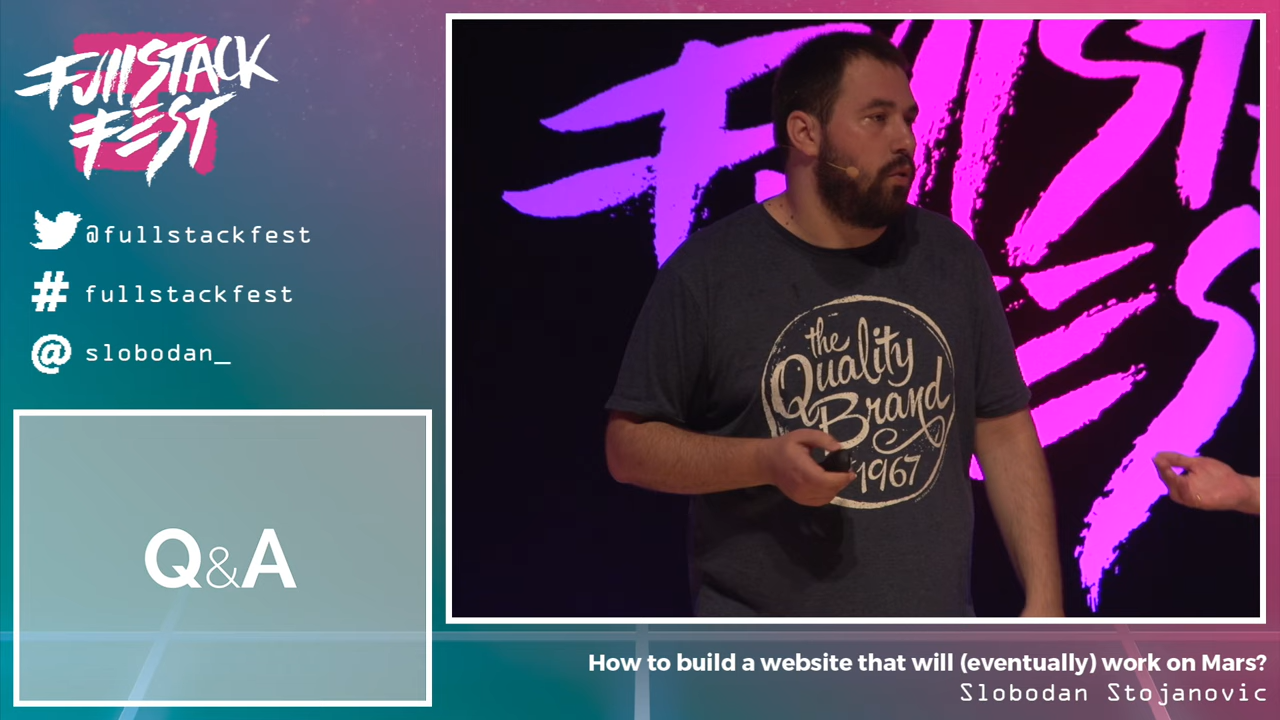 FullStack
Fest
@fullstackfest
# fullstackfest
@ slobodan_
Q&A
the
Quality
Brand
1967
How to build a website that will (eventually) work on Mars?
Slobodan Stojanovic